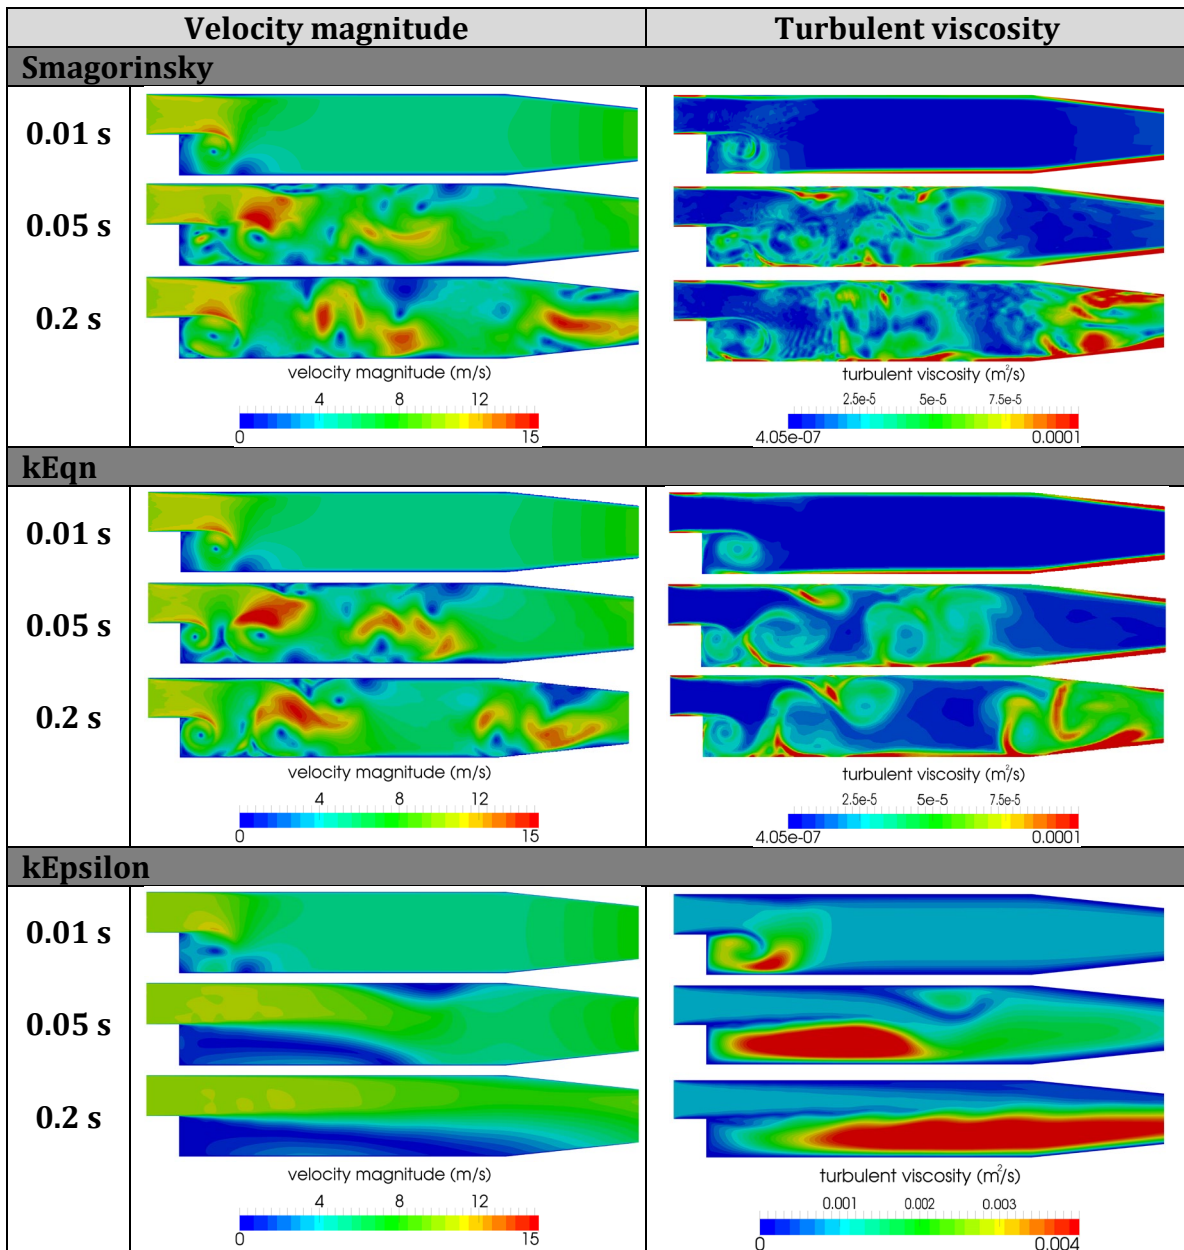 Velocity magnitude Turbulent viscosity
Smagorinsky
0.01 s
0.05 s
0.2 s
velocity magnitude (m/s) turbulent viscosity (m²/s)
4 8 12 2.5e-5 5e-5 7.5e-5
0 15 4.05e-07 0.0001
kEqn
0.01 s
0.05 s
0.2 s
velocity magnitude (m/s) turbulent viscosity (m²/s)
4 8 12 2.5e-5 5e-5 7.5e-5
0 15 4.05e-07 0.0001
kEpsilon
0.01 s
0.05 s
0.2 s
velocity magnitude (m/s) turbulent viscosity (m²/s)
4 8 12 0.001 0.002 0.003
0 15 0 0.004